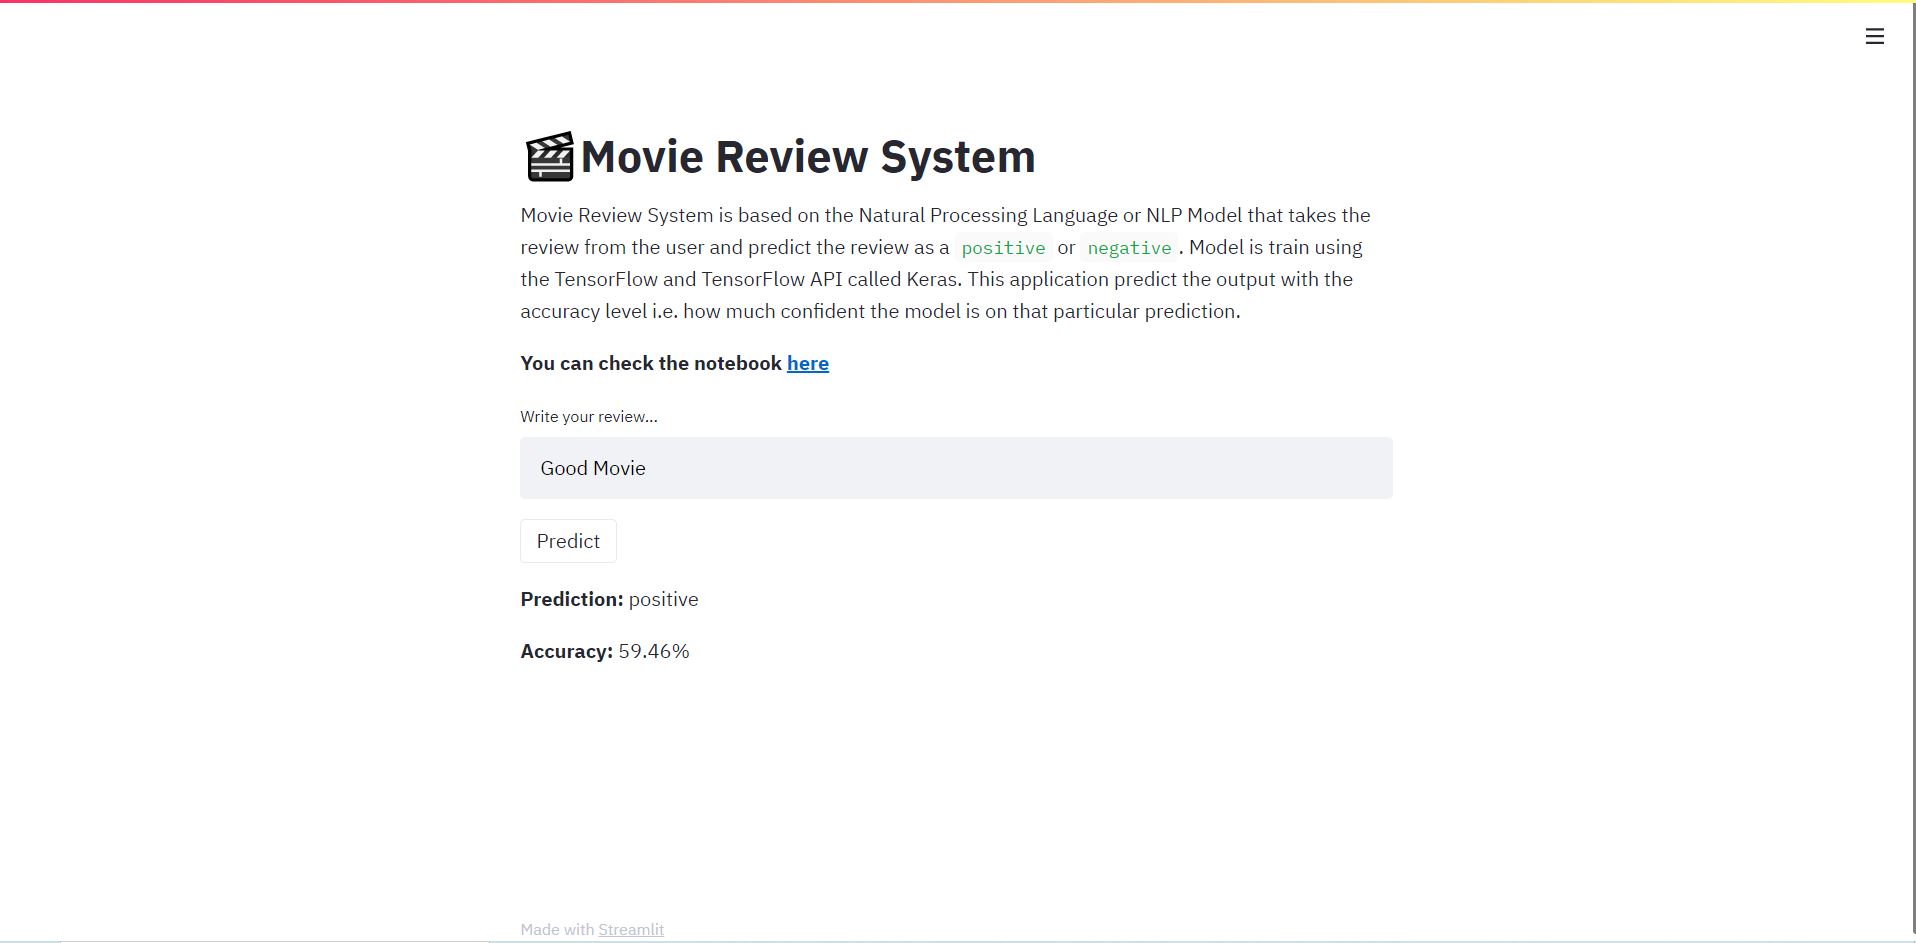 Movie Review System
Movie Review System is based on the Natural Processing Language or NLP Model that takes the
review from the user and predict the review as a positive or negative. Model is train using
the TensorFlow and TensorFlow API called Keras. This application predict the output with the
accuracy level i.e. how much confident the model is on that particular prediction.
You can check the notebook here
Write your review...
Good Movie
Predict
Prediction: positive
Accuracy: 59.46%
Made with Streamlit